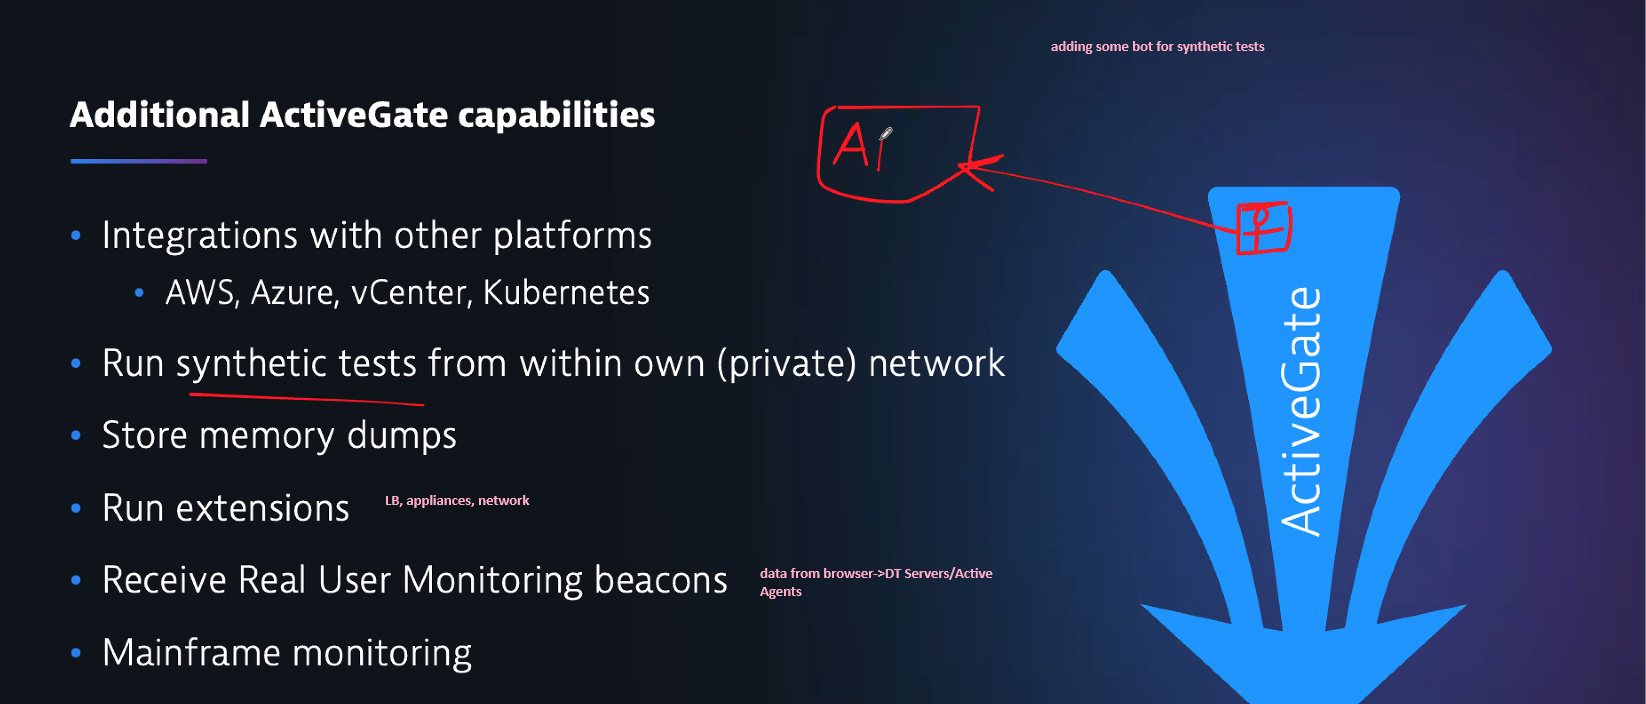 adding some bot for synthetic tests
Additional ActiveGate capabilities
A
Integrations with other platforms
AWS, Azure, vCenter, Kubernetes
Run synthetic tests from within own (private) network
Store memory dumps
Run extensions
LB, appliances, network
Receive Real User Monitoring beacons
data from browser->DT Servers/Active
Agents
Mainframe monitoring
ActiveGate